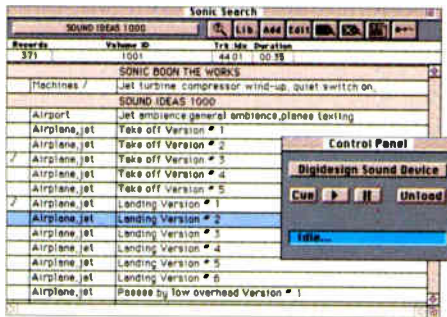 Sonic Search
SOUND IDEAS 1000 Lib Add Edit
Records Volume ID Trk:Idx Duration
371 1001 44.01 00:35
SONIC BOON THE WORKS
Machines / Jet turbine compressor wind-up, quiet switch on.
SOUND IDEAS 1000
Airport Jet ambience general ambience, planes taxiing
Airplane, jet Take off Version # 1
Airplane, jet Take off Version # 2
♪ Airplane, jet Take off Version # 3
Airplane, jet Take off Version # 4
Airplane, jet Take off Version # 5
♪ Airplane, jet Landing Version # 1
Airplane, jet Landing Version # 2
Airplane, jet Landing Version # 3
Airplane, jet Landing Version # 4
Airplane, jet Landing Version # 5
Airplane, jet Landing Version # 6
Airplane, jet Passes by low overhead Version # 1
Control Panel
Digidesign Sound Device
Cue Unload
Idle...